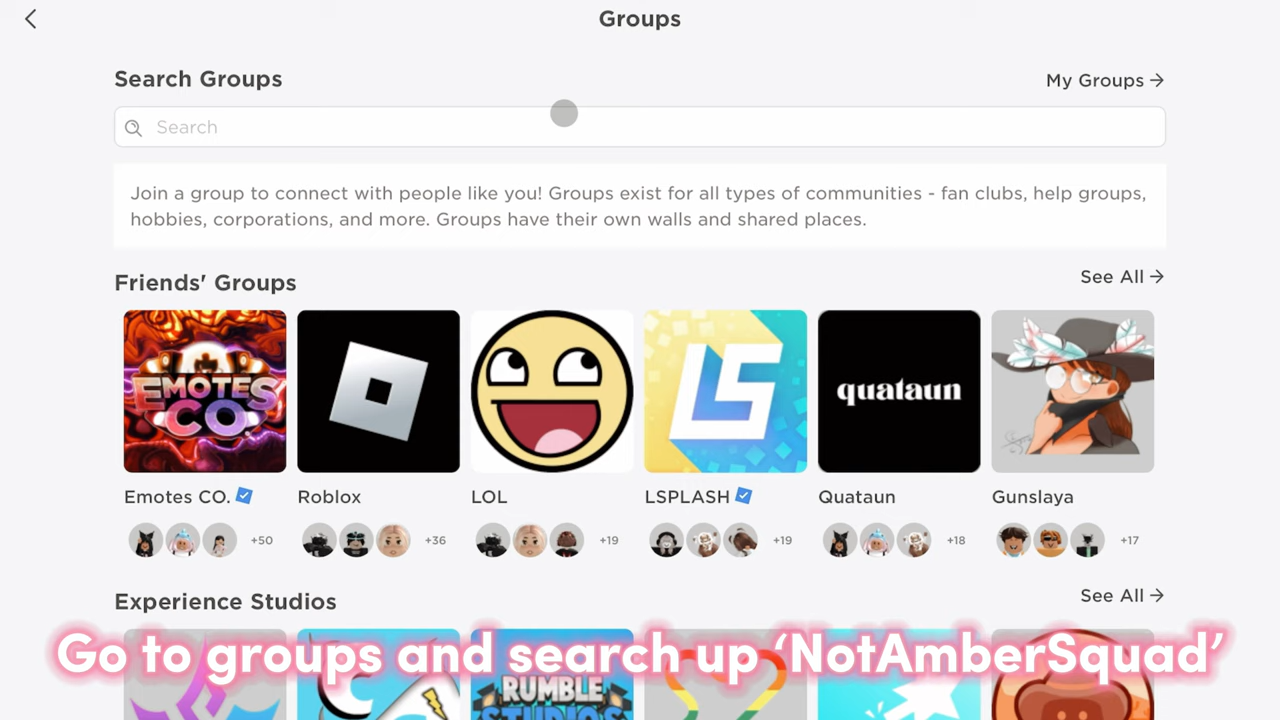 Groups
Search Groups
My Groups →
Search
Join a group to connect with people like you! Groups exist for all types of communities - fan clubs, help groups,
hobbies, corporations, and more. Groups have their own walls and shared places.
Friends' Groups
See All →
EMOTES
CO.
LS
quataun
Emotes CO.
Roblox
LOL
LSPLASH
Quataun
Gunslaya
+50
+36
+19
+19
+18
+17
Experience Studios
See All →
RUMBLE
STUDIOS
Go to groups and search up ‘NotAmberSquad’